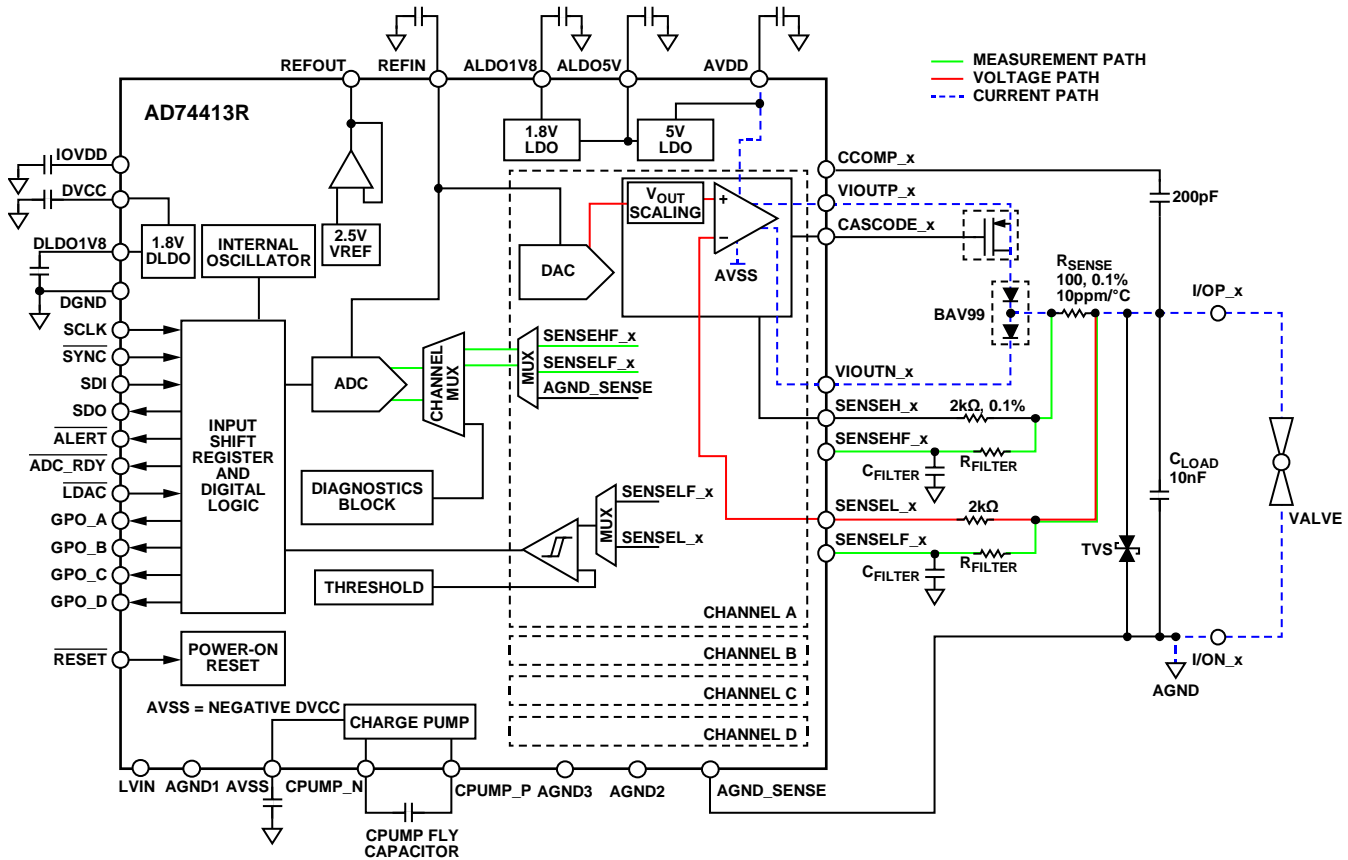 REFOUT
REFIN
ALDO1V8
ALDO5V
AVDD
MEASUREMENT PATH
VOLTAGE PATH
CURRENT PATH
AD74413R
IOVDD
DVCC
DLDO1V8
DGND
SCLK
SYNC
SDI
SDO
ALERT
ADC_RDY
LDAC
GPO_A
GPO_B
GPO_C
GPO_D
RESET
1.8V
DLDO
INTERNAL
OSCILLATOR
2.5V
VREF
1.8V
LDO
5V
LDO
INPUT
SHIFT
REGISTER
AND
DIGITAL
LOGIC
POWER-ON
RESET
ADC
CHANNEL
MUX
DIAGNOSTICS
BLOCK
THRESHOLD
DAC
VOUT
SCALING
+
–
AVSS
MUX
SENSEHF_x
SENSELF_x
AGND_SENSE
MUX
SENSELF_x
SENSEL_x
CHANNEL A
CHANNEL B
CHANNEL C
CHANNEL D
CCOMP_x
VIOUTP_x
CASCODE_x
VIOUTN_x
SENSEH_x
SENSEHF_x
SENSEL_x
SENSELF_x
200pF
RSENSE
100, 0.1%
10ppm/°C
BAV99
I/OP_x
2kΩ, 0.1%
CFILTER
RFILTER
2kΩ
CFILTER
RFILTER
CLOAD
10nF
TVS
VALVE
I/ON_x
AGND
AVSS = NEGATIVE DVCC
CHARGE PUMP
LVIN
AGND1
AVSS
CPUMP_N
CPUMP_P
AGND3
AGND2
AGND_SENSE
CPUMP FLY
CAPACITOR